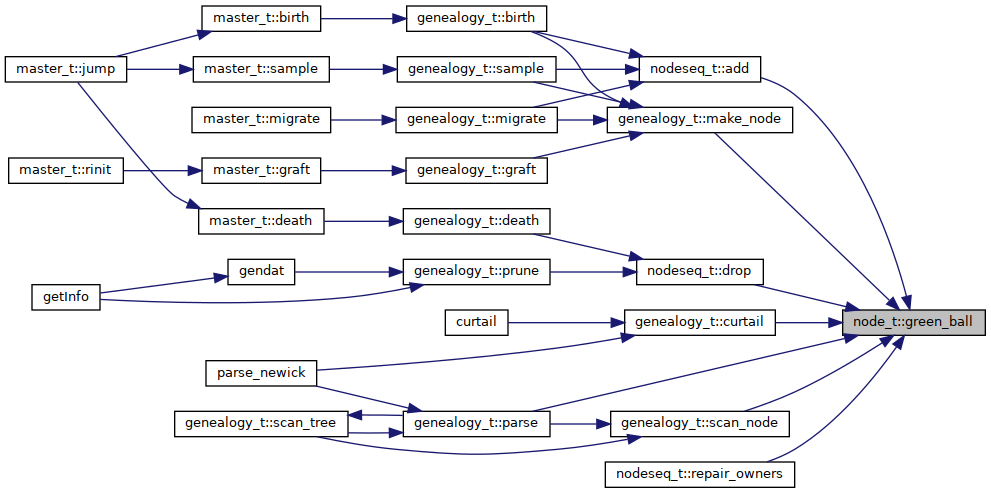 master_t::birth
genealogy_t::birth
master_t::jump
master_t::sample
genealogy_t::sample
nodeseq_t::add
master_t::migrate
genealogy_t::migrate
genealogy_t::make_node
master_t::rinit
master_t::graft
genealogy_t::graft
master_t::death
genealogy_t::death
getInfo
gendat
genealogy_t::prune
nodeseq_t::drop
curtail
genealogy_t::curtail
node_t::green_ball
parse_newick
genealogy_t::scan_tree
genealogy_t::parse
genealogy_t::scan_node
nodeseq_t::repair_owners